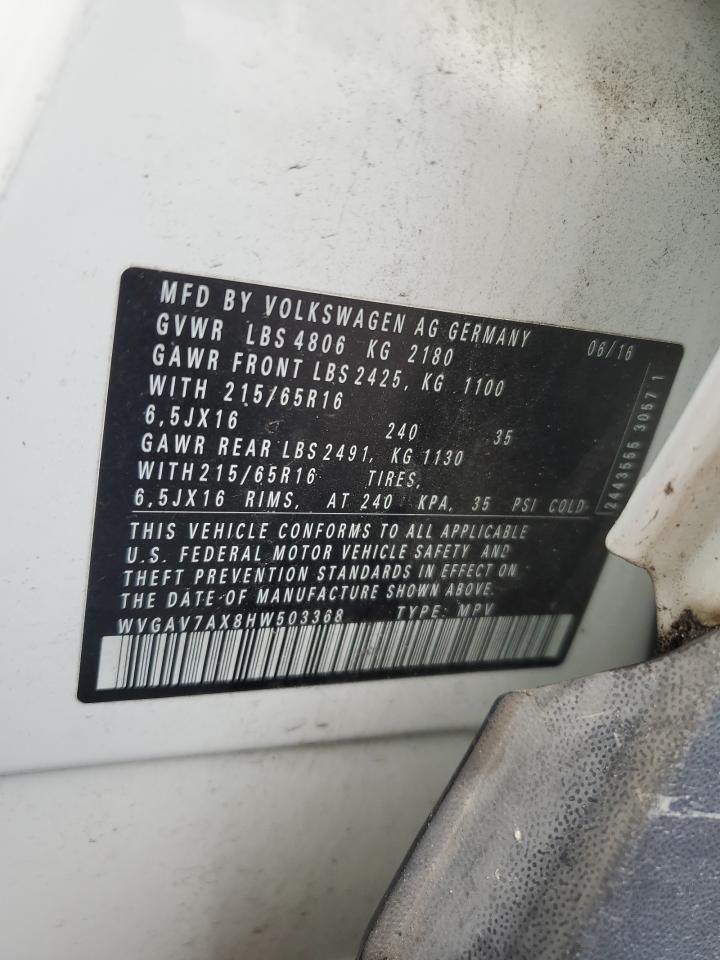 MFD BY VOLKSWAGEN AG GERMANY 06/16
GVWR LBS 4806 KG 2180
GAWR FRONT LBS 2425, KG 1100
WITH 215/65R16
6,5JX16 240 35
GAWR REAR LBS 2491, KG 1130
WITH 215/65R16 TIRES,
6,5JX16 RIMS, AT 240 KPA, 35 PSI COLD
THIS VEHICLE CONFORMS TO ALL APPLICABLE
U.S. FEDERAL MOTOR VEHICLE SAFETY AND
THEFT PREVENTION STANDARDS IN EFFECT ON
THE DATE OF MANUFACTURE SHOWN ABOVE.
WVGAV7AX8HW503368 TYPE: MPV
2443555 3057 1